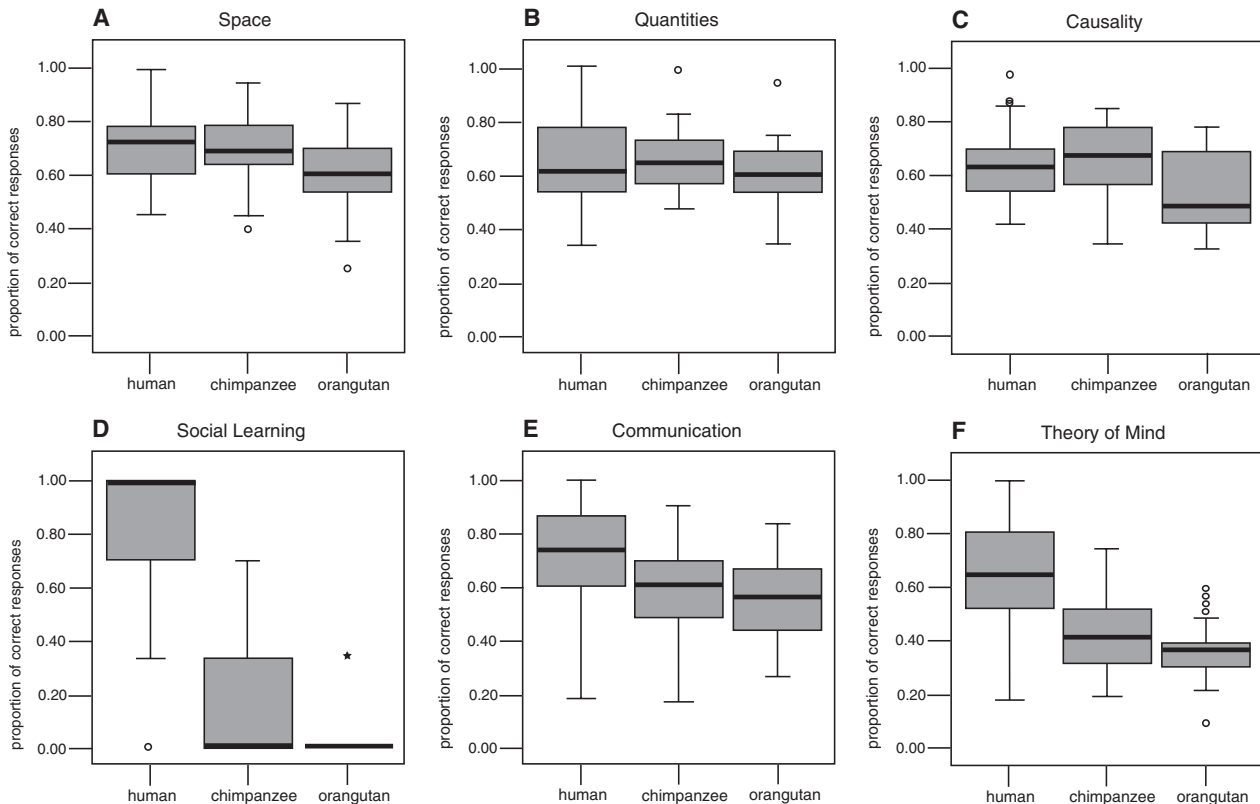 A Space
proportion of correct responses
1.00
0.80
0.60
0.40
0.20
0.00
human chimpanzee orangutan
B Quantities
proportion of correct responses
1.00
0.80
0.60
0.40
0.20
0.00
human chimpanzee orangutan
C Causality
proportion of correct responses
1.00
0.80
0.60
0.40
0.20
0.00
human chimpanzee orangutan
D Social Learning
proportion of correct responses
1.00
0.80
0.60
0.40
0.20
0.00
human chimpanzee orangutan
E Communication
proportion of correct responses
1.00
0.80
0.60
0.40
0.20
0.00
human chimpanzee orangutan
F Theory of Mind
proportion of correct responses
1.00
0.80
0.60
0.40
0.20
0.00
human chimpanzee orangutan